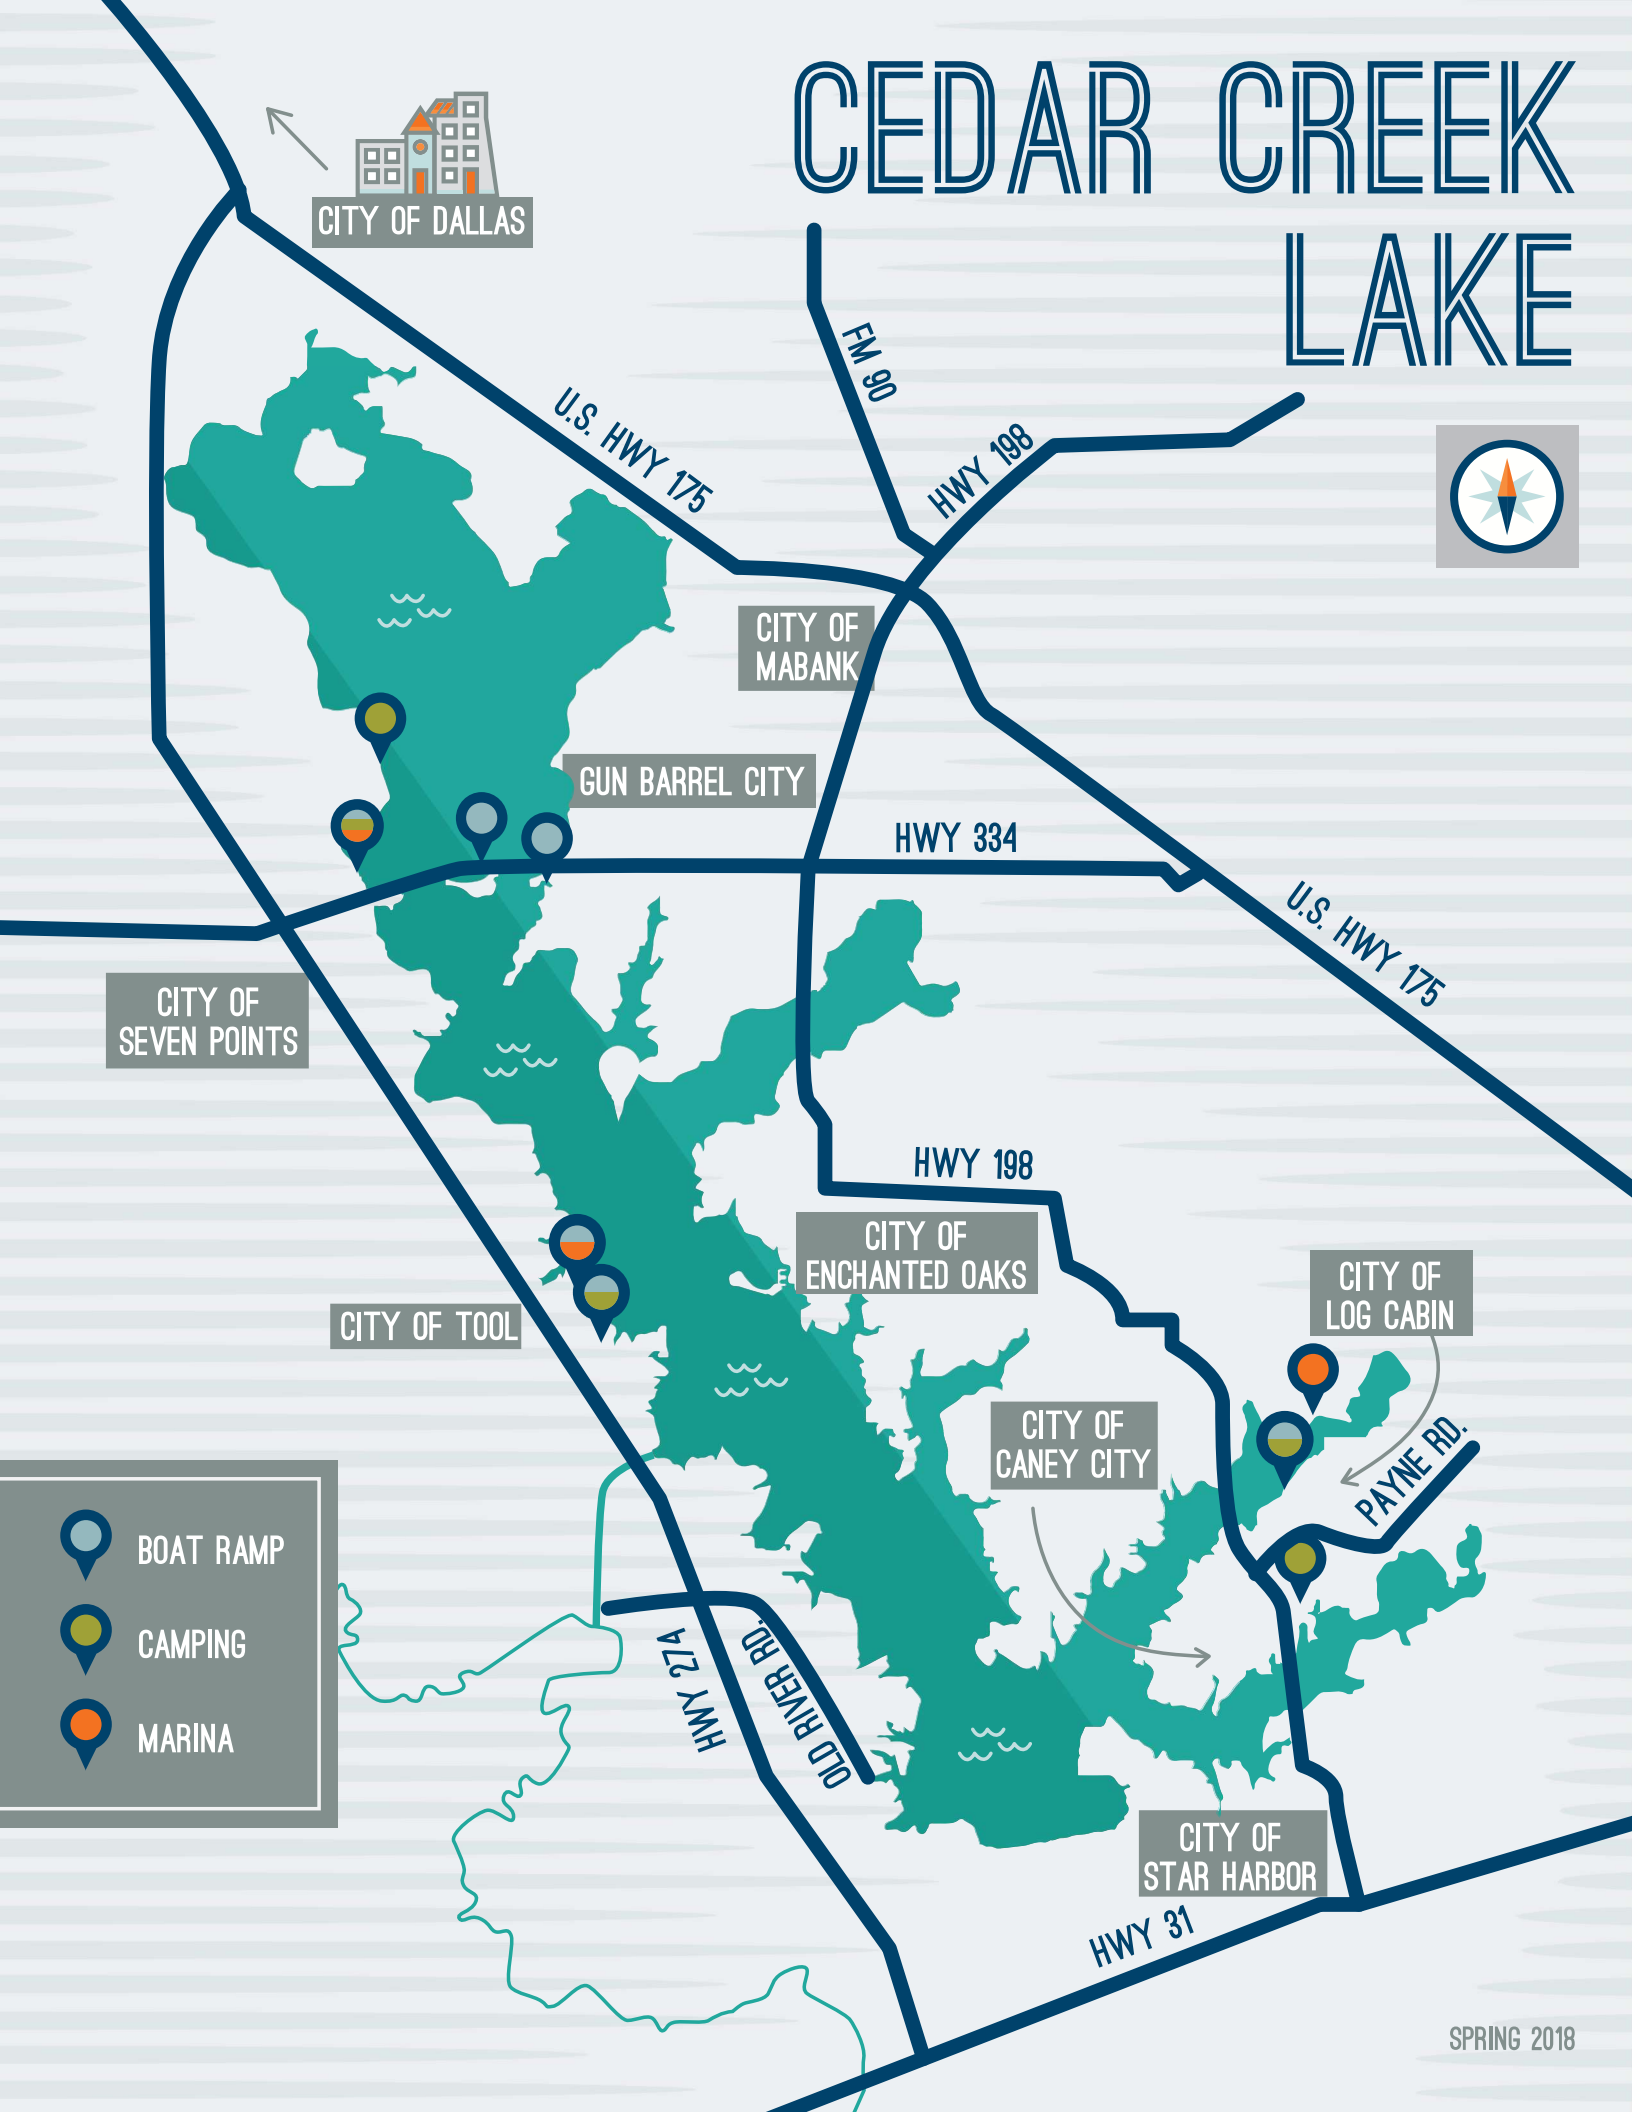 CEDAR CREEK
LAKE
CITY OF DALLAS
FM 90
U.S. HWY 175
HWY 198
CITY OF
MABANK
GUN BARREL CITY
HWY 334
U.S. HWY 175
CITY OF
SEVEN POINTS
HWY 198
CITY OF
ENCHANTED OAKS
E
CITY OF
LOG CABIN
CITY OF TOOL
CITY OF
CANEY CITY
PAYNE RD.
BOAT RAMP
CAMPING
MARINA
HWY 274
OLD RIVER RD.
CITY OF
STAR HARBOR
HWY 31
SPRING 2018